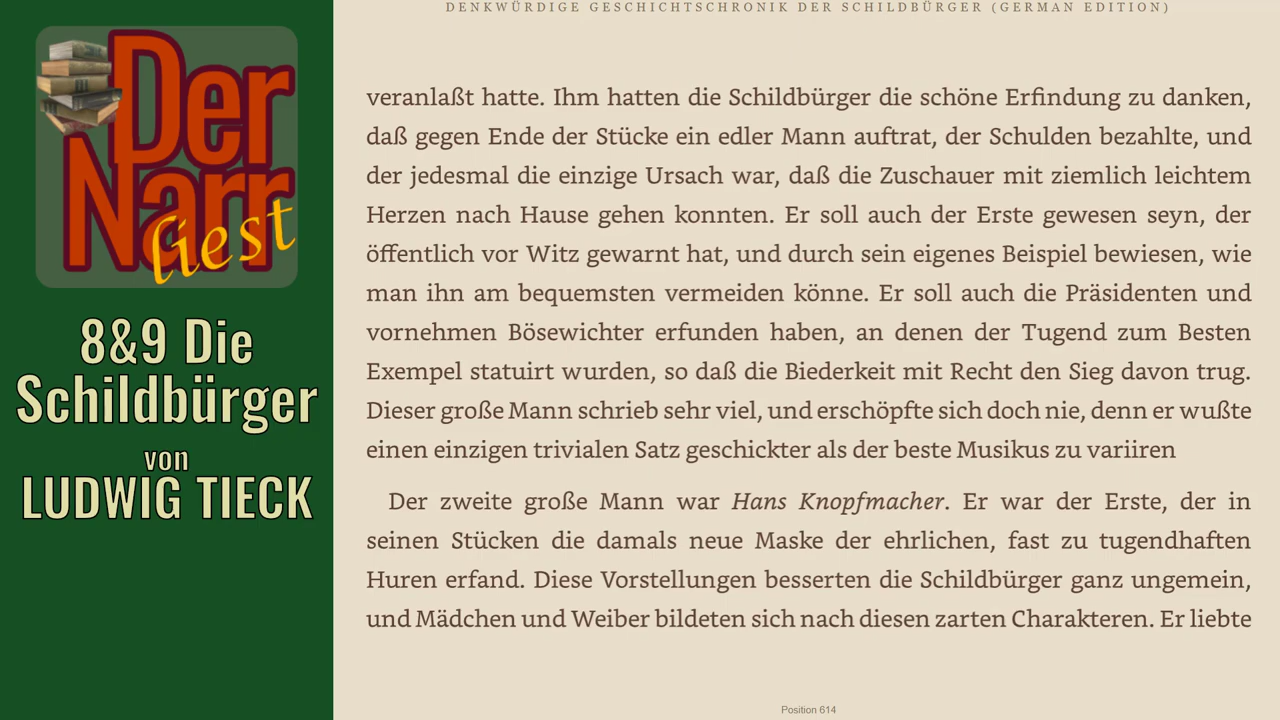 Der
Narr
liest
8&9 Die
Schildbürger
von
LUDWIG TIECK
DENKWÜRDIGE GESCHICHTSCHRONIK DER SCHILDBÜRGER (GERMAN EDITION)
veranlaßt hatte. Ihm hatten die Schildbürger die schöne Erfindung zu danken,
daß gegen Ende der Stücke ein edler Mann auftrat, der Schulden bezahlte, und
der jedesmal die einzige Ursach war, daß die Zuschauer mit ziemlich leichtem
Herzen nach Hause gehen konnten. Er soll auch der Erste gewesen seyn, der
öffentlich vor Witz gewarnt hat, und durch sein eigenes Beispiel bewiesen, wie
man ihn am bequemsten vermeiden könne. Er soll auch die Präsidenten und
vornehmen Bösewichter erfunden haben, an denen der Tugend zum Besten
Exempel statuirt wurden, so daß die Biederkeit mit Recht den Sieg davon trug.
Dieser große Mann schrieb sehr viel, und erschöpfte sich doch nie, denn er wußte
einen einzigen trivialen Satz geschickter als der beste Musikus zu variiren
Der zweite große Mann war Hans Knopfmacher. Er war der Erste, der in
seinen Stücken die damals neue Maske der ehrlichen, fast zu tugendhaften
Huren erfand. Diese Vorstellungen besserten die Schildbürger ganz ungemein,
und Mädchen und Weiber bildeten sich nach diesen zarten Charakteren. Er liebte
Position 614